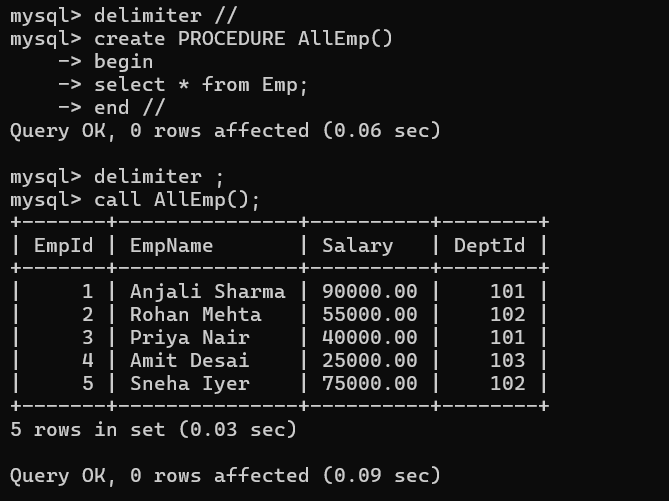 mysql> delimiter //
mysql> create PROCEDURE AllEmp()
    -> begin
    -> select * from Emp;
    -> end //
Query OK, 0 rows affected (0.06 sec)

mysql> delimiter ;
mysql> call AllEmp();
+-------+---------------+----------+--------+
| EmpId | EmpName       | Salary   | DeptId |
+-------+---------------+----------+--------+
|     1 | Anjali Sharma | 90000.00 |    101 |
|     2 | Rohan Mehta   | 55000.00 |    102 |
|     3 | Priya Nair    | 40000.00 |    101 |
|     4 | Amit Desai    | 25000.00 |    103 |
|     5 | Sneha Iyer    | 75000.00 |    102 |
+-------+---------------+----------+--------+
5 rows in set (0.03 sec)

Query OK, 0 rows affected (0.09 sec)